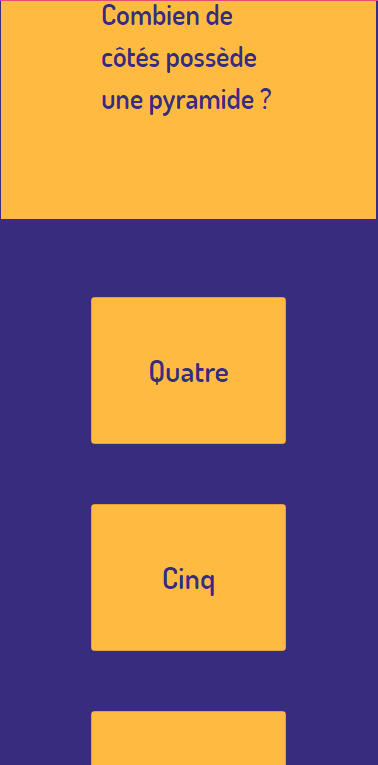 Combien de
côtés possède
une pyramide ?
Quatre
Cinq